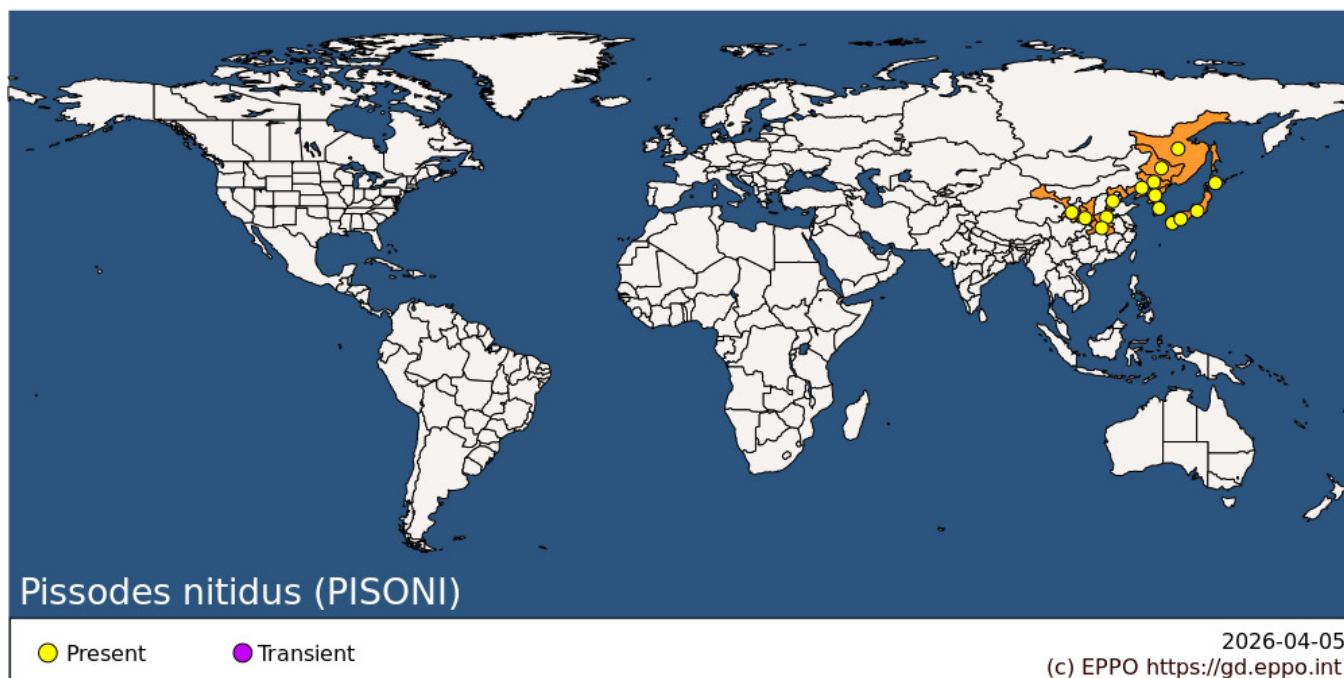 Pissodes nitidus (PISONI)
Present
Transient
2026-04-05
(c) EPPO https://gd.eppo.int